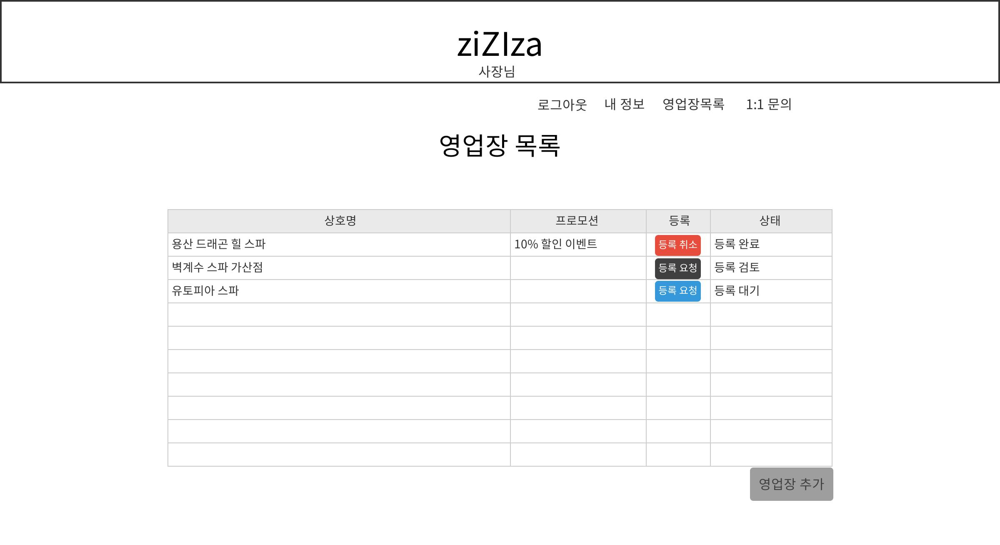 ziZIza
사장님
로그아웃 내 정보 영업장목록 1:1 문의
영업장 목록
상호명 프로모션 등록 상태
용산 드래곤 힐 스파 10% 할인 이벤트 등록 취소 등록 완료
벽계수 스파 가산점 등록 요청 등록 검토
유토피아 스파 등록 요청 등록 대기
영업장 추가